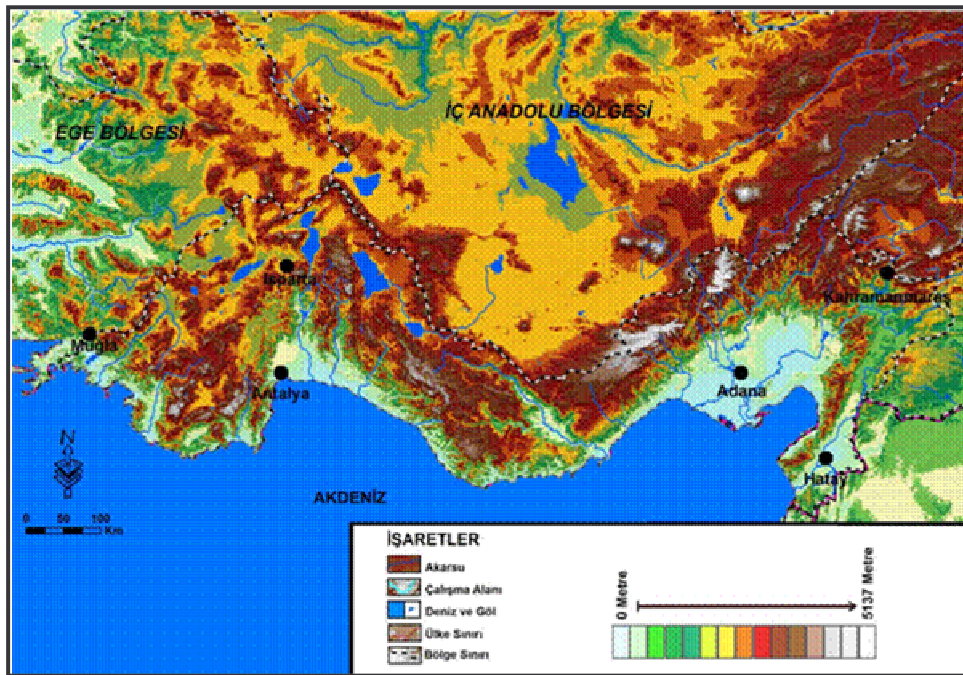 İÇ ANADOLU BÖLGESİ
EGE BÖLGESİ
Isparta
Kahramanmaraş
Muğla
Antalya
Adana
Hatay
N
AKDENİZ
0 50 100
Km
İŞARETLER
Akarsu
Çalışma Alanı
Deniz ve Göl
Ülke Sınırı
Bölge Sınırı
0 Metre
5137 Metre